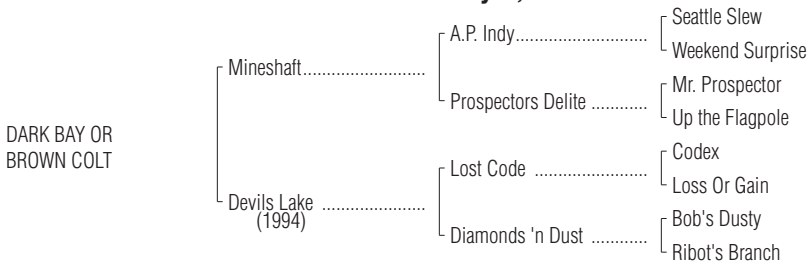 Seattle Slew
A.P. Indy............................
Weekend Surprise
Mineshaft..........................
Mr. Prospector
Prospectors Delite ............
Up the Flagpole
DARK BAY OR
BROWN COLT
Codex
Lost Code ........................
Loss Or Gain
Devils Lake ......................
(1994)
Bob's Dusty
Diamonds 'n Dust ............
Ribot's Branch